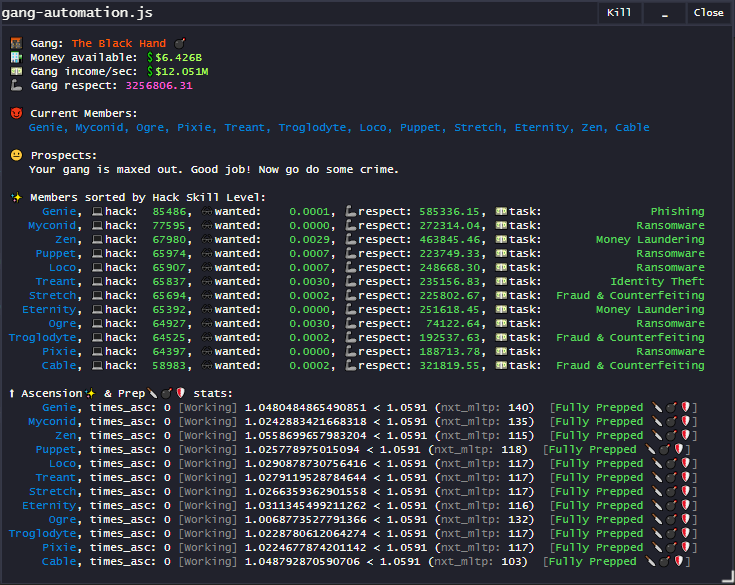 gang-automation.js Kill _ Close
Gang: The Black Hand
Money available: $6.426B
Gang income/sec: $12.051M
Gang respect: 3256806.31
Current Members:
Genie, Myconid, Ogre, Pixie, Treant, Troglodyte, Loco, Puppet, Stretch, Eternity, Zen, Cable
Prospects:
Your gang is maxed out. Good job! Now go do some crime.
Members sorted by Hack Skill Level:
Genie, hack: 85486, wanted: 0.0001, respect: 585336.15, task: Phishing
Myconid, hack: 77595, wanted: 0.0000, respect: 272314.04, task: Ransomware
Zen, hack: 67980, wanted: 0.0029, respect: 463845.46, task: Money Laundering
Puppet, hack: 65974, wanted: 0.0007, respect: 223749.33, task: Ransomware
Loco, hack: 65907, wanted: 0.0007, respect: 248668.30, task: Ransomware
Treant, hack: 65837, wanted: 0.0030, respect: 235156.83, task: Identity Theft
Stretch, hack: 65694, wanted: 0.0002, respect: 225802.67, task: Fraud & Counterfeiting
Eternity, hack: 65392, wanted: 0.0000, respect: 251618.45, task: Money Laundering
Ogre, hack: 64927, wanted: 0.0030, respect: 74122.64, task: Ransomware
Troglodyte, hack: 64525, wanted: 0.0002, respect: 192537.63, task: Fraud & Counterfeiting
Pixie, hack: 64397, wanted: 0.0000, respect: 188713.78, task: Ransomware
Cable, hack: 58983, wanted: 0.0002, respect: 321819.55, task: Fraud & Counterfeiting
Ascension & Prep stats:
Genie, times_asc: 0 [Working] 1.0480484865490851 < 1.0591 (nxt_mltp: 140) [Fully Prepped ]
Myconid, times_asc: 0 [Working] 1.0242883421668318 < 1.0591 (nxt_mltp: 135) [Fully Prepped ]
Zen, times_asc: 0 [Working] 1.0558699657983204 < 1.0591 (nxt_mltp: 115) [Fully Prepped ]
Puppet, times_asc: 0 [Working] 1.025778975015094 < 1.0591 (nxt_mltp: 118) [Fully Prepped ]
Loco, times_asc: 0 [Working] 1.0290878730756416 < 1.0591 (nxt_mltp: 117) [Fully Prepped ]
Treant, times_asc: 0 [Working] 1.0279119528784644 < 1.0591 (nxt_mltp: 117) [Fully Prepped ]
Stretch, times_asc: 0 [Working] 1.0266359362901558 < 1.0591 (nxt_mltp: 117) [Fully Prepped ]
Eternity, times_asc: 0 [Working] 1.0311345499211262 < 1.0591 (nxt_mltp: 116) [Fully Prepped ]
Ogre, times_asc: 0 [Working] 1.0068773527791366 < 1.0591 (nxt_mltp: 132) [Fully Prepped ]
Troglodyte, times_asc: 0 [Working] 1.0228780612064274 < 1.0591 (nxt_mltp: 117) [Fully Prepped ]
Pixie, times_asc: 0 [Working] 1.0224677874201142 < 1.0591 (nxt_mltp: 117) [Fully Prepped ]
Cable, times_asc: 0 [Working] 1.048792870590706 < 1.0591 (nxt_mltp: 103) [Fully Prepped ]